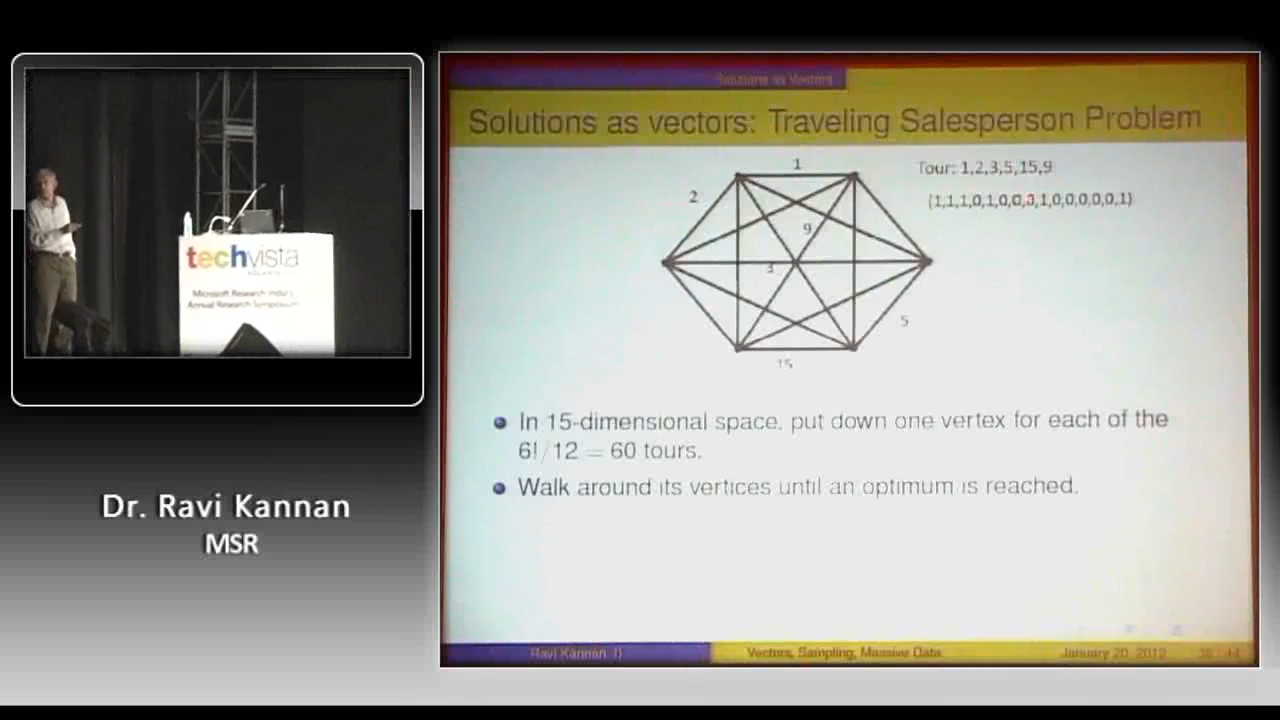 Solutions as Vectors
Solutions as vectors: Traveling Salesperson Problem
1
Tour: 1,2,3,5,15,9
2
(1,1,1,0,1,0,0,0,1,0,0,0,0,0,1)
9
3
5
15
In 15-dimensional space, put down one vertex for each of the
6!/12 = 60 tours.
Walk around its vertices until an optimum is reached.
Ravi Kannan
Vectors, Sampling, Massive Data
January 20, 2012
techvista
Microsoft Research India's
Annual Research Symposium
Dr. Ravi Kannan
MSR